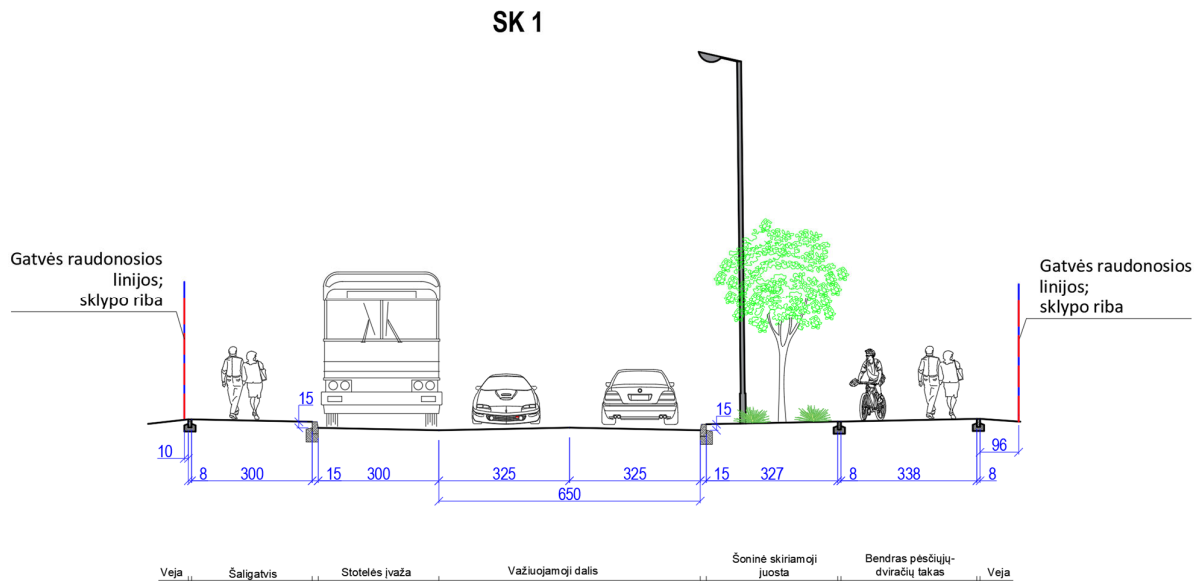 SK 1
Gatvės raudonosios
linijos;
sklypo riba
Gatvės raudonosios
linijos;
sklypo riba
15
15
10
8
300
15
300
325
325
15
327
8
338
8
96
650
Veja
Šaligatvis
Stotelės įvaža
Važiuojamoji dalis
Šoninė skiriamoji
juosta
Bendras pėsčiųjų-
dviračių takas
Veja